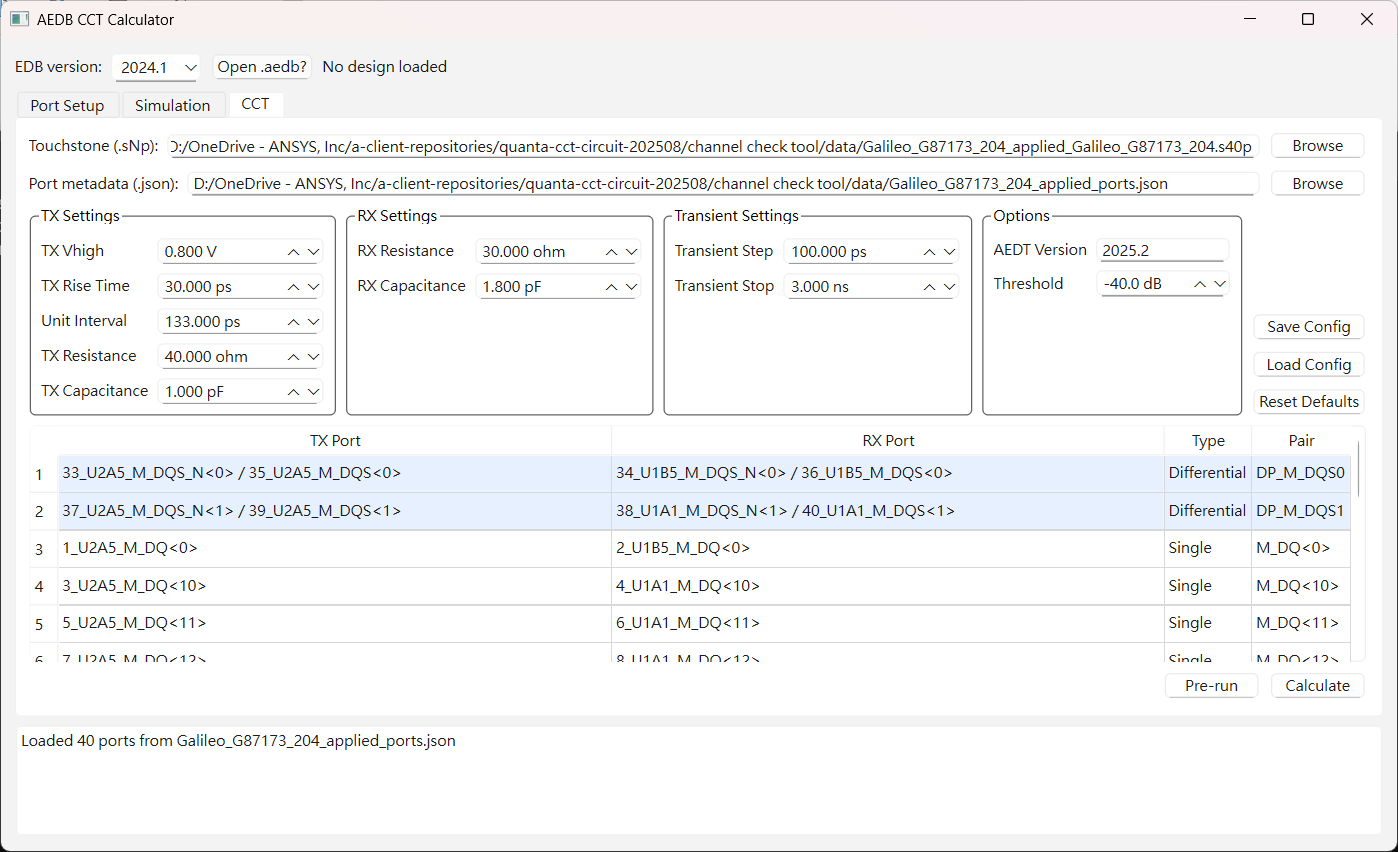 AEDB CCT Calculator
EDB version: 2024.1 Open .aedb? No design loaded
Port Setup Simulation CCT
Touchstone (.sNp): D:/OneDrive - ANSYS, Inc/a-client-repositories/quanta-cct-circuit-202508/channel check tool/data/Galileo_G87173_204_applied_Galileo_G87173_204.s40p Browse
Port metadata (.json): D:/OneDrive - ANSYS, Inc/a-client-repositories/quanta-cct-circuit-202508/channel check tool/data/Galileo_G87173_204_applied_ports.json Browse
TX Settings
TX Vhigh 0.800 V
TX Rise Time 30.000 ps
Unit Interval 133.000 ps
TX Resistance 40.000 ohm
TX Capacitance 1.000 pF
RX Settings
RX Resistance 30.000 ohm
RX Capacitance 1.800 pF
Transient Settings
Transient Step 100.000 ps
Transient Stop 3.000 ns
Options
AEDT Version 2025.2
Threshold -40.0 dB
Save Config
Load Config
Reset Defaults
TX Port RX Port Type Pair
1 33_U2A5_M_DQS_N<0> / 35_U2A5_M_DQS<0> 34_U1B5_M_DQS_N<0> / 36_U1B5_M_DQS<0> Differential DP_M_DQS0
2 37_U2A5_M_DQS_N<1> / 39_U2A5_M_DQS<1> 38_U1A1_M_DQS_N<1> / 40_U1A1_M_DQS<1> Differential DP_M_DQS1
3 1_U2A5_M_DQ<0> 2_U1B5_M_DQ<0> Single M_DQ<0>
4 3_U2A5_M_DQ<10> 4_U1A1_M_DQ<10> Single M_DQ<10>
5 5_U2A5_M_DQ<11> 6_U1A1_M_DQ<11> Single M_DQ<11>
6 7_U2A5_M_DQ<12> 8_U1A1_M_DQ<12> Single M_DQ<12>
Pre-run Calculate
Loaded 40 ports from Galileo_G87173_204_applied_ports.json